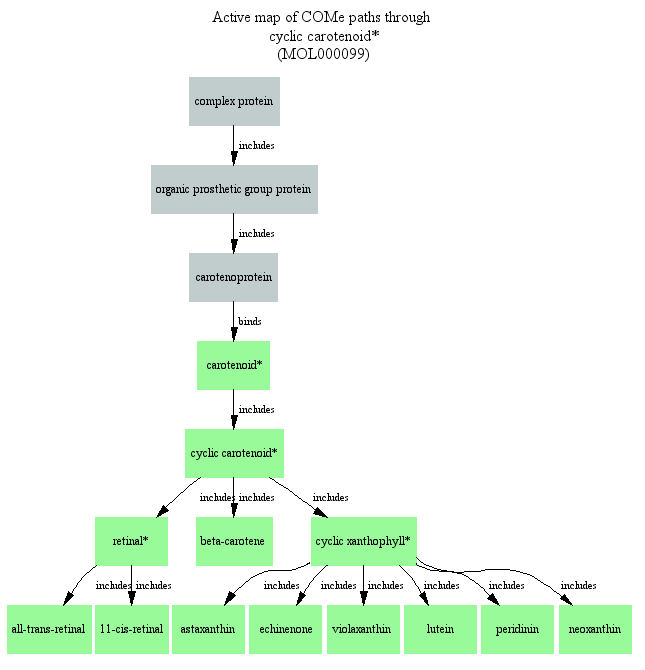 Active map of COMe paths through
cyclic carotenoid*
(MOL000099)
complex protein
includes
organic prosthetic group protein
includes
carotenoprotein
binds
carotenoid*
includes
cyclic carotenoid*
includes includes includes
retinal* beta-carotene cyclic xanthophyll*
includes includes includes includes includes includes includes includes
all-trans-retinal 11-cis-retinal astaxanthin echinenone violaxanthin lutein peridinin neoxanthin